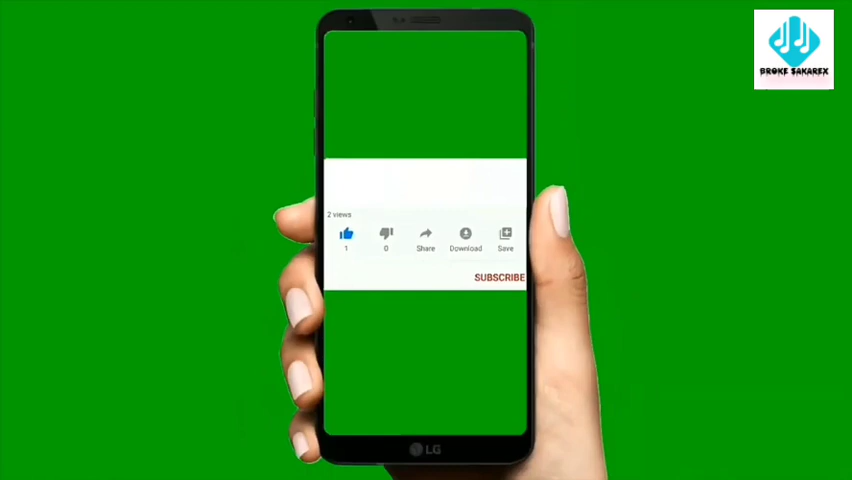 BROKE SAKAREX
2 views
1
0
Share
Download
Save
SUBSCRIBE
LG